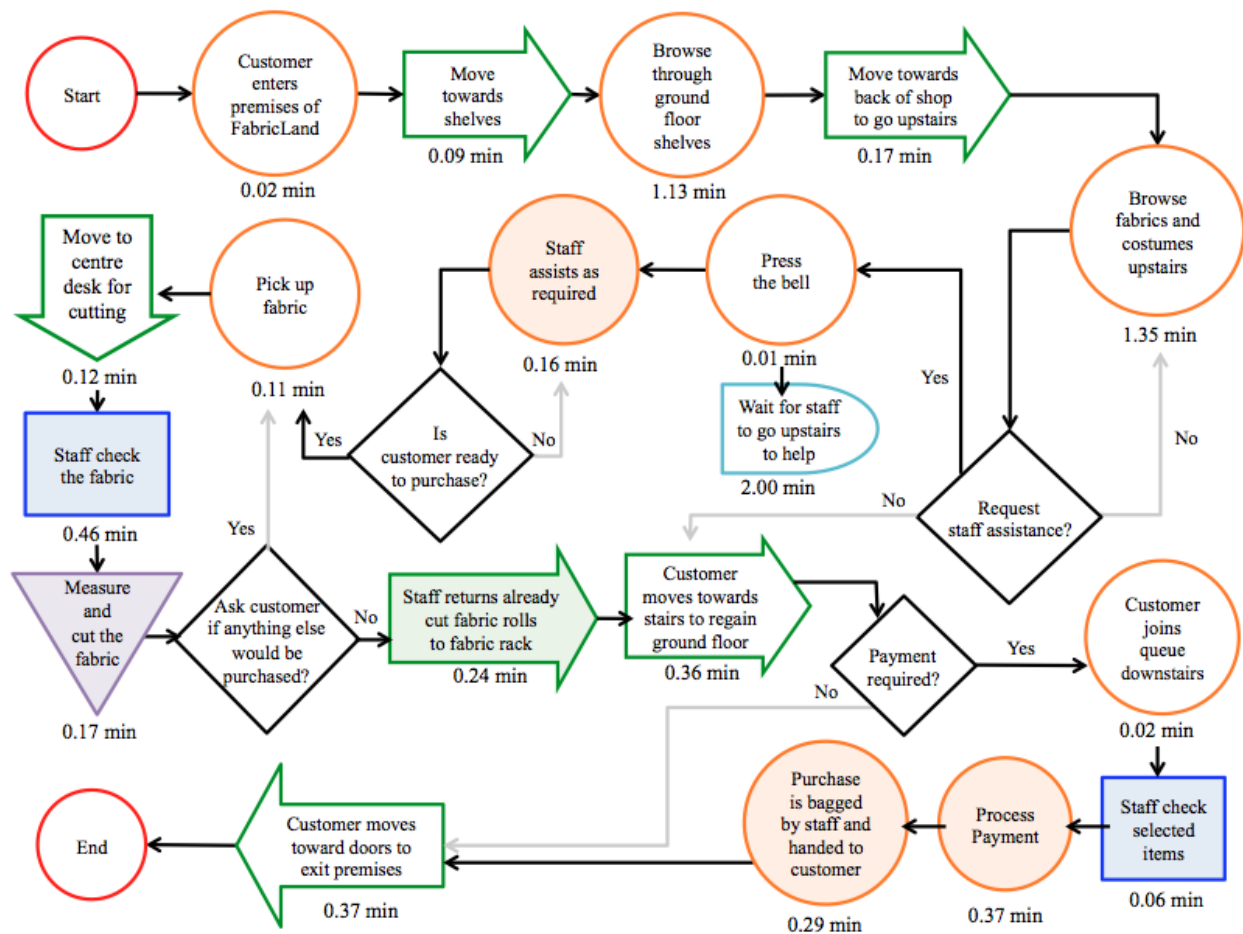 Start
Customer
enters
premises of
FabricLand
0.02 min
Move
towards
shelves
0.09 min
Browse
through
ground
floor
shelves
1.13 min
Move towards
back of shop
to go upstairs
0.17 min
Browse
fabrics and
costumes
upstairs
1.35 min
No
Request
staff assistance?
Yes
No
Press
the bell
0.01 min
Wait for staff
to go upstairs
to help
2.00 min
Staff
assists as
required
0.16 min
Is
customer ready
to purchase?
No
Yes
Pick up
fabric
0.11 min
Move to
centre
desk for
cutting
0.12 min
Staff check
the fabric
0.46 min
Measure
and
cut the
fabric
0.17 min
Ask customer
if anything else
would be
purchased?
Yes
No
Staff returns already
cut fabric rolls
to fabric rack
0.24 min
Customer
moves towards
stairs to regain
ground floor
0.36 min
Payment
required?
No
Yes
Customer
joins
queue
downstairs
0.02 min
Staff check
selected
items
0.06 min
Process
Payment
0.37 min
Purchase
is bagged
by staff and
handed to
customer
0.29 min
Customer moves
toward doors to
exit premises
0.37 min
End